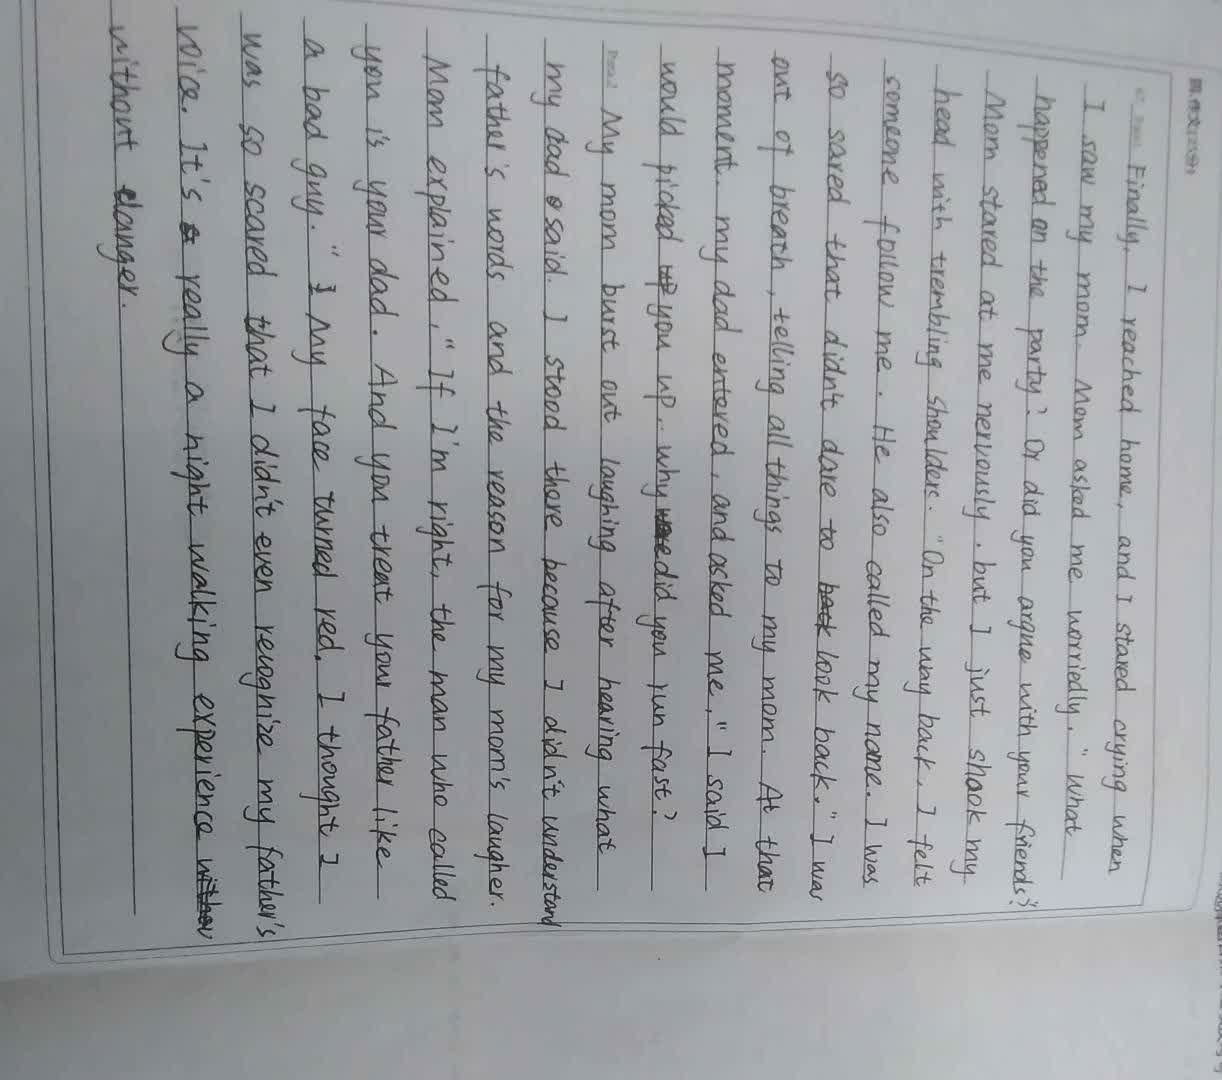 Finally, I reached home, and I stared crying when
I saw my mom. Mom asked me worriedly, "What
happened on the party? Or did you argue with your friends?"
Mom stared at me nervously, but I just shook my
head with trembling shoulders. "On the way back, I felt
someone follow me. He also called my name. I was
so sared that didn't dare to look back." I was
out of breath, telling all things to my mom. At that
moment. my dad entered, and asked me, "I said I
would picked you up. why did you run fast?
Para2 My mom burst out laughing after hearing what
my dad said. I stood there because I didn't understand
father's words and the reason for my mom's laugher.
Mom explained, "If I'm right, the man who called
you is your dad. And you treat your father like
a bad guy." My face turned red. I thought I
was so scared that I didn't even rewghize my father's
voice. It's really a night walking experience
without danger.